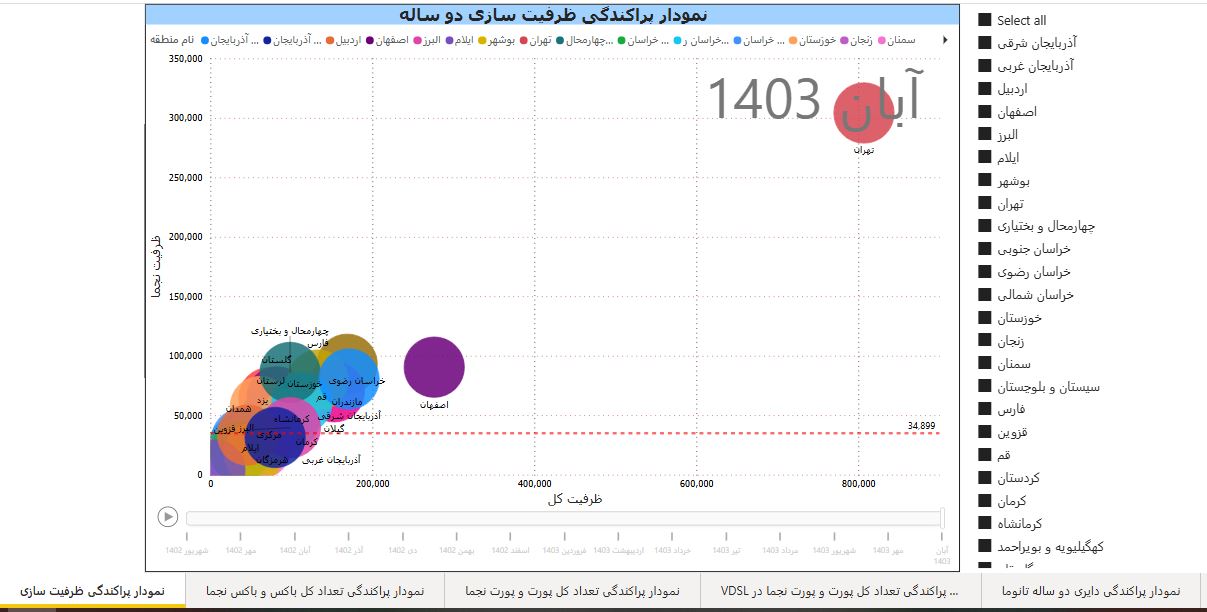 نمودار پراکندگی ظرفیت سازی دو ساله
نام منطقه آذربایجان ... آذربایجان ... اردبیل اصفهان البرز ایلام بوشهر تهران چهارمحال... خراسان ... خراسان ر... خراسان ... خوزستان زنجان سمنان
آبان 1403
350,000
300,000
250,000
200,000
150,000
100,000
50,000
0
ظرفیت نجما
تهران
چهارمحال و بختیاری
فارس
گلستان
لرستان
خوزستان
خراسان رضوی
یزد
قم
مازندران
اصفهان
همدان
کرمانشاه
آذربایجان شرقی
البرز
قزوین
مرکزی
گیلان
کرمان
ایلام
هرمزگان
آذربایجان غربی
34,899
0
200,000
400,000
600,000
800,000
ظرفیت کل
شهریور 1402
مهر 1402
آبان 1402
آذر 1402
دی 1402
بهمن 1402
اسفند 1402
فروردین 1403
اردیبهشت 1403
خرداد 1403
تیر 1403
مرداد 1403
شهریور 1403
مهر 1403
آبان
1403
Select all
آذربایجان شرقی
آذربایجان غربی
اردبیل
اصفهان
البرز
ایلام
بوشهر
تهران
چهارمحال و بختیاری
خراسان جنوبی
خراسان رضوی
خراسان شمالی
خوزستان
زنجان
سمنان
سیستان و بلوچستان
فارس
قزوین
قم
کردستان
کرمان
کرمانشاه
کهگیلیویه و بویراحمد
نمودار پراکندگی ظرفیت سازی
نمودار پراکندگی تعداد کل باکس و باکس نجما
نمودار پراکندگی تعداد کل پورت و پورت نجما
پراکندگی تعداد کل پورت و پورت نجما در VDSL ...
نمودار پراکندگی دایری دو ساله تانوما